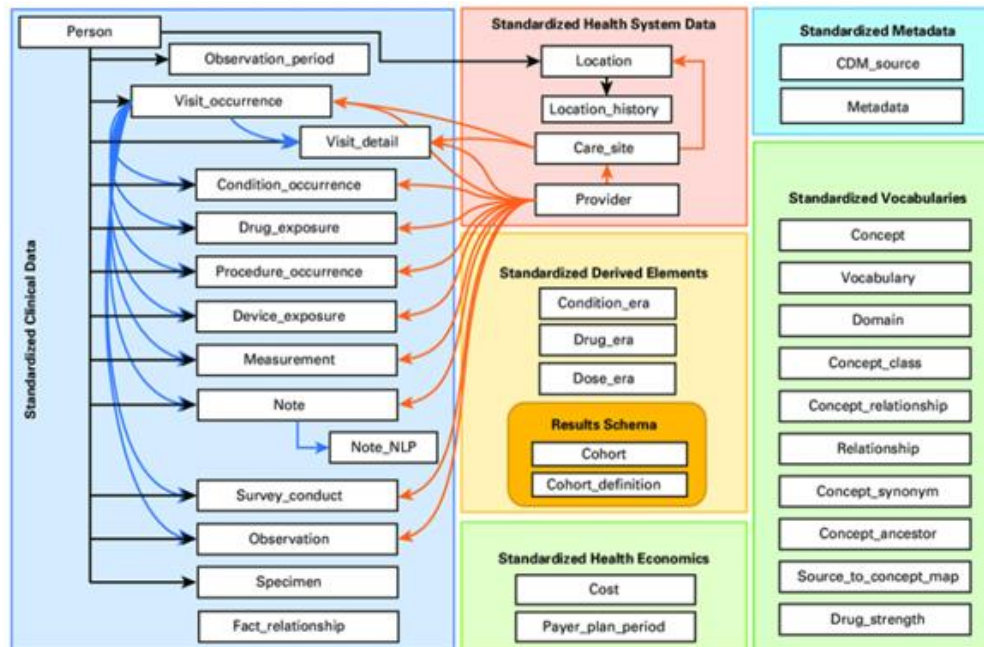 Standardized Clinical Data
Person
Observation_period
Visit_occurrence
Visit_detail
Condition_occurrence
Drug_exposure
Procedure_occurrence
Device_exposure
Measurement
Note
Note_NLP
Survey_conduct
Observation
Specimen
Fact_relationship
Standardized Health System Data
Location
Location_history
Care_site
Provider
Standardized Derived Elements
Condition_era
Drug_era
Dose_era
Results Schema
Cohort
Cohort_definition
Standardized Health Economics
Cost
Payer_plan_period
Standardized Metadata
CDM_source
Metadata
Standardized Vocabularies
Concept
Vocabulary
Domain
Concept_class
Concept_relationship
Relationship
Concept_synonym
Concept_ancestor
Source_to_concept_map
Drug_strength